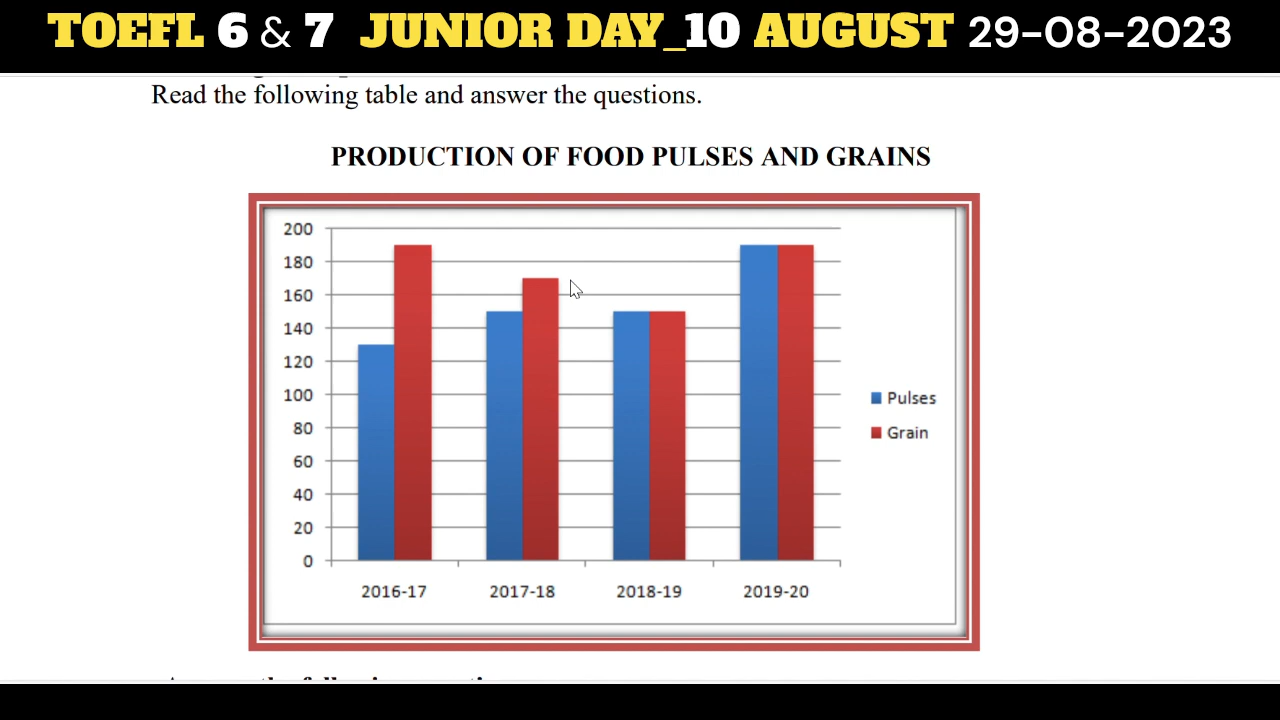 TOEFL 6 & 7 JUNIOR DAY_10 AUGUST 29-08-2023
Read the following table and answer the questions.
PRODUCTION OF FOOD PULSES AND GRAINS
200
180
160
140
120
100
80
60
40
20
0
2016-17 2017-18 2018-19 2019-20
Pulses
Grain